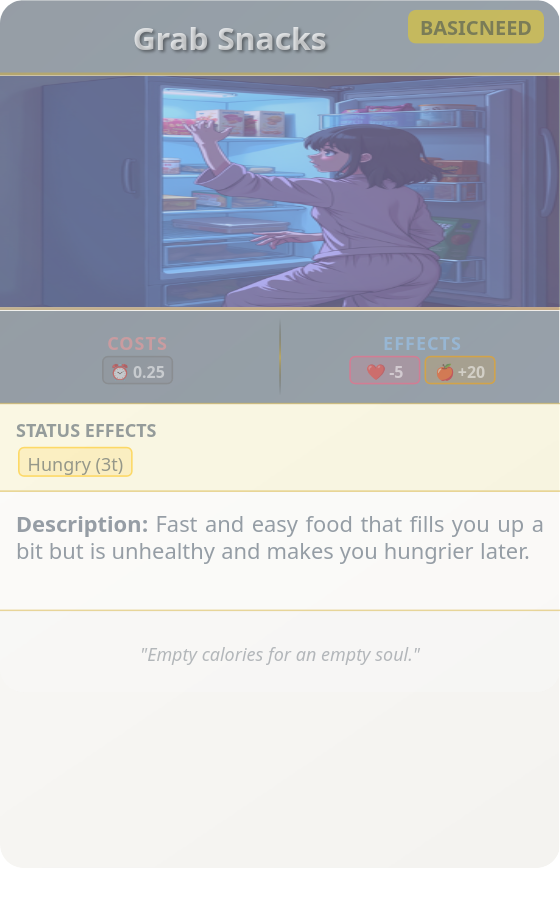 Grab Snacks
BASICNEED
COSTS
⏰ 0.25
EFFECTS
❤️ -5 🍎 +20
STATUS EFFECTS
Hungry (3t)
Description: Fast and easy food that fills you up a
bit but is unhealthy and makes you hungrier later.
"Empty calories for an empty soul."